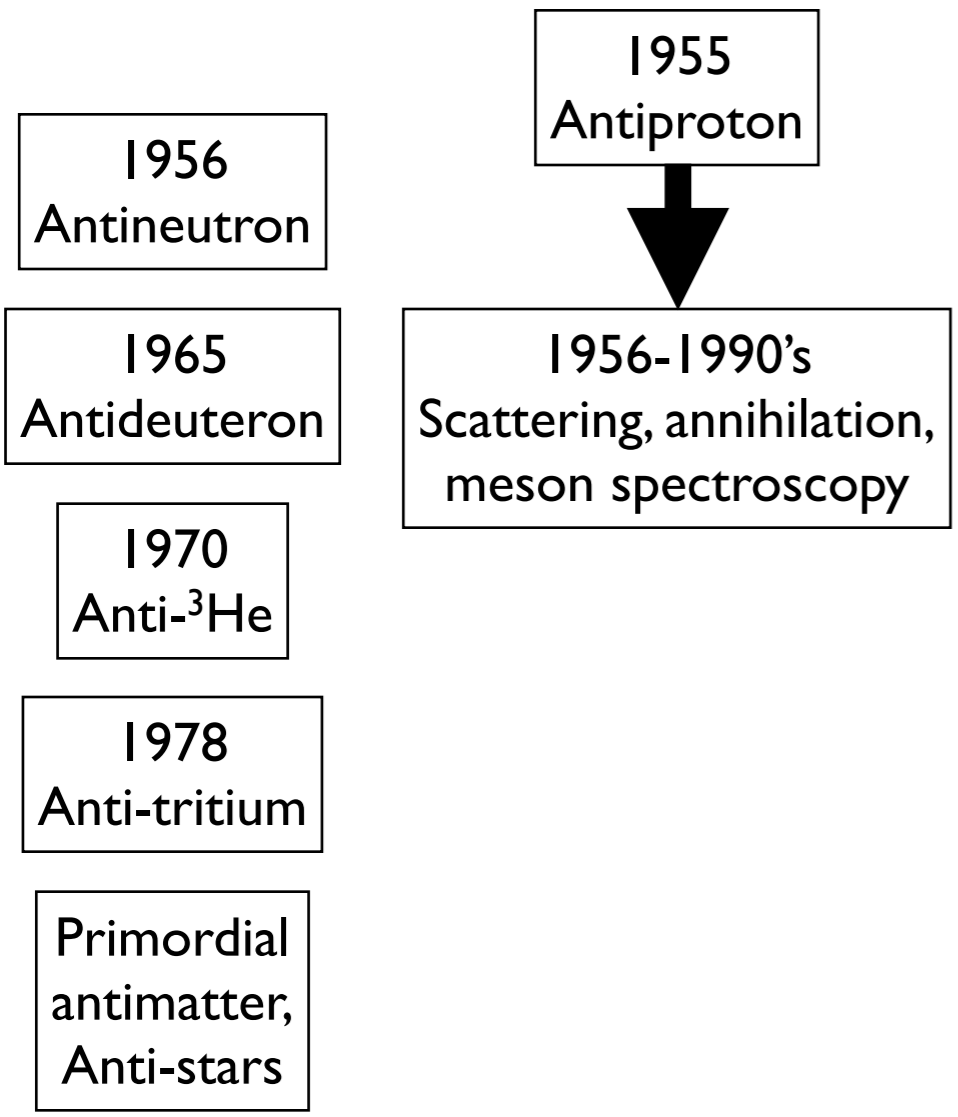 1955
Antiproton
1956
Antineutron
1965
Antideuteron
1956-1990’s
Scattering, annihilation,
meson spectroscopy
1970
Anti-³He
1978
Anti-tritium
Primordial
antimatter,
Anti-stars